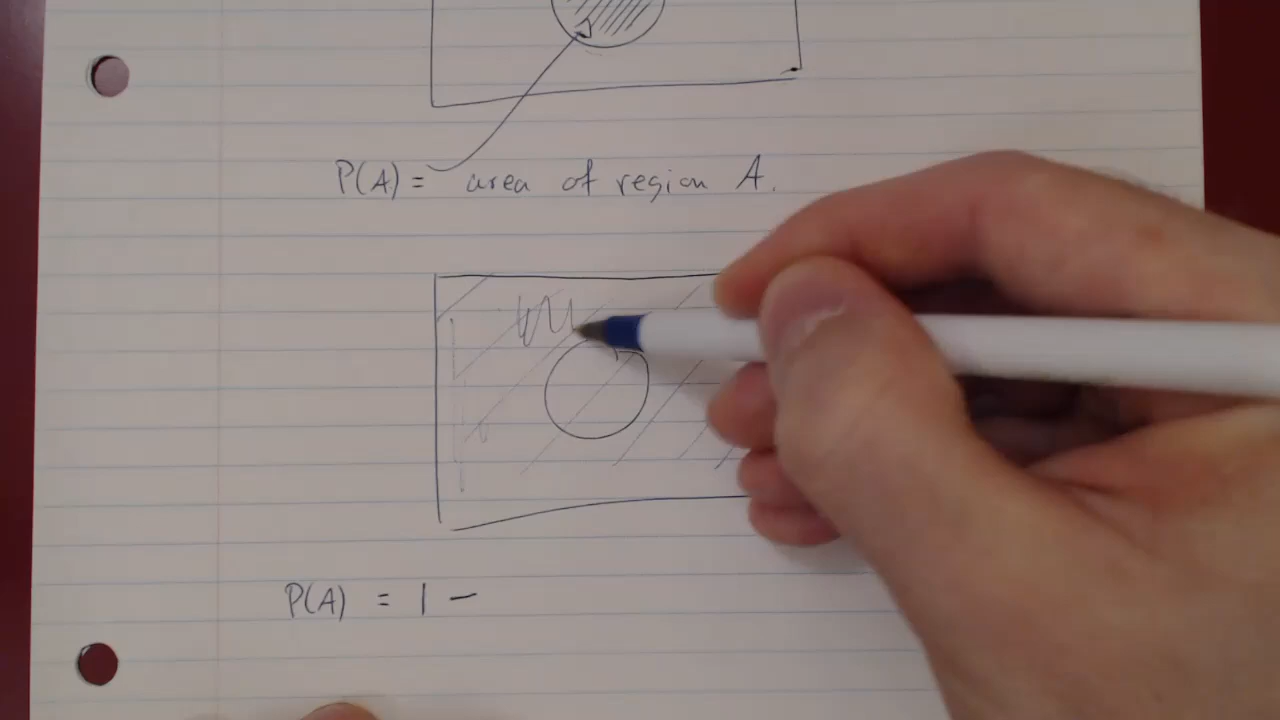 P(A) = area of region A.
P(A) = 1 -